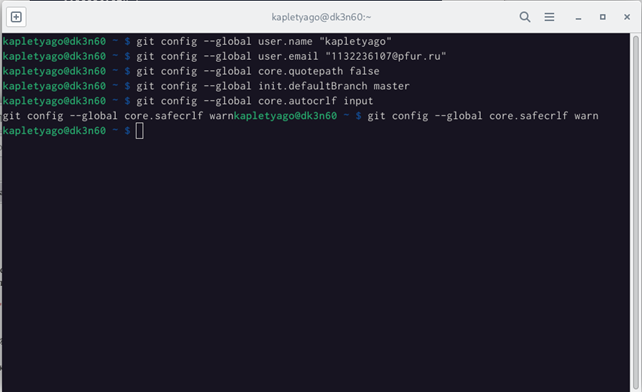 kapletyago@dk3n60:~
kapletyago@dk3n60 ~ $ git config --global user.name "kapletyago"
kapletyago@dk3n60 ~ $ git config --global user.email "1132236107@pfur.ru"
kapletyago@dk3n60 ~ $ git config --global core.quotepath false
kapletyago@dk3n60 ~ $ git config --global init.defaultBranch master
kapletyago@dk3n60 ~ $ git config --global core.autocrlf input
git config --global core.safecrlf warnkapletyago@dk3n60 ~ $ git config --global core.safecrlf warn
kapletyago@dk3n60 ~ $